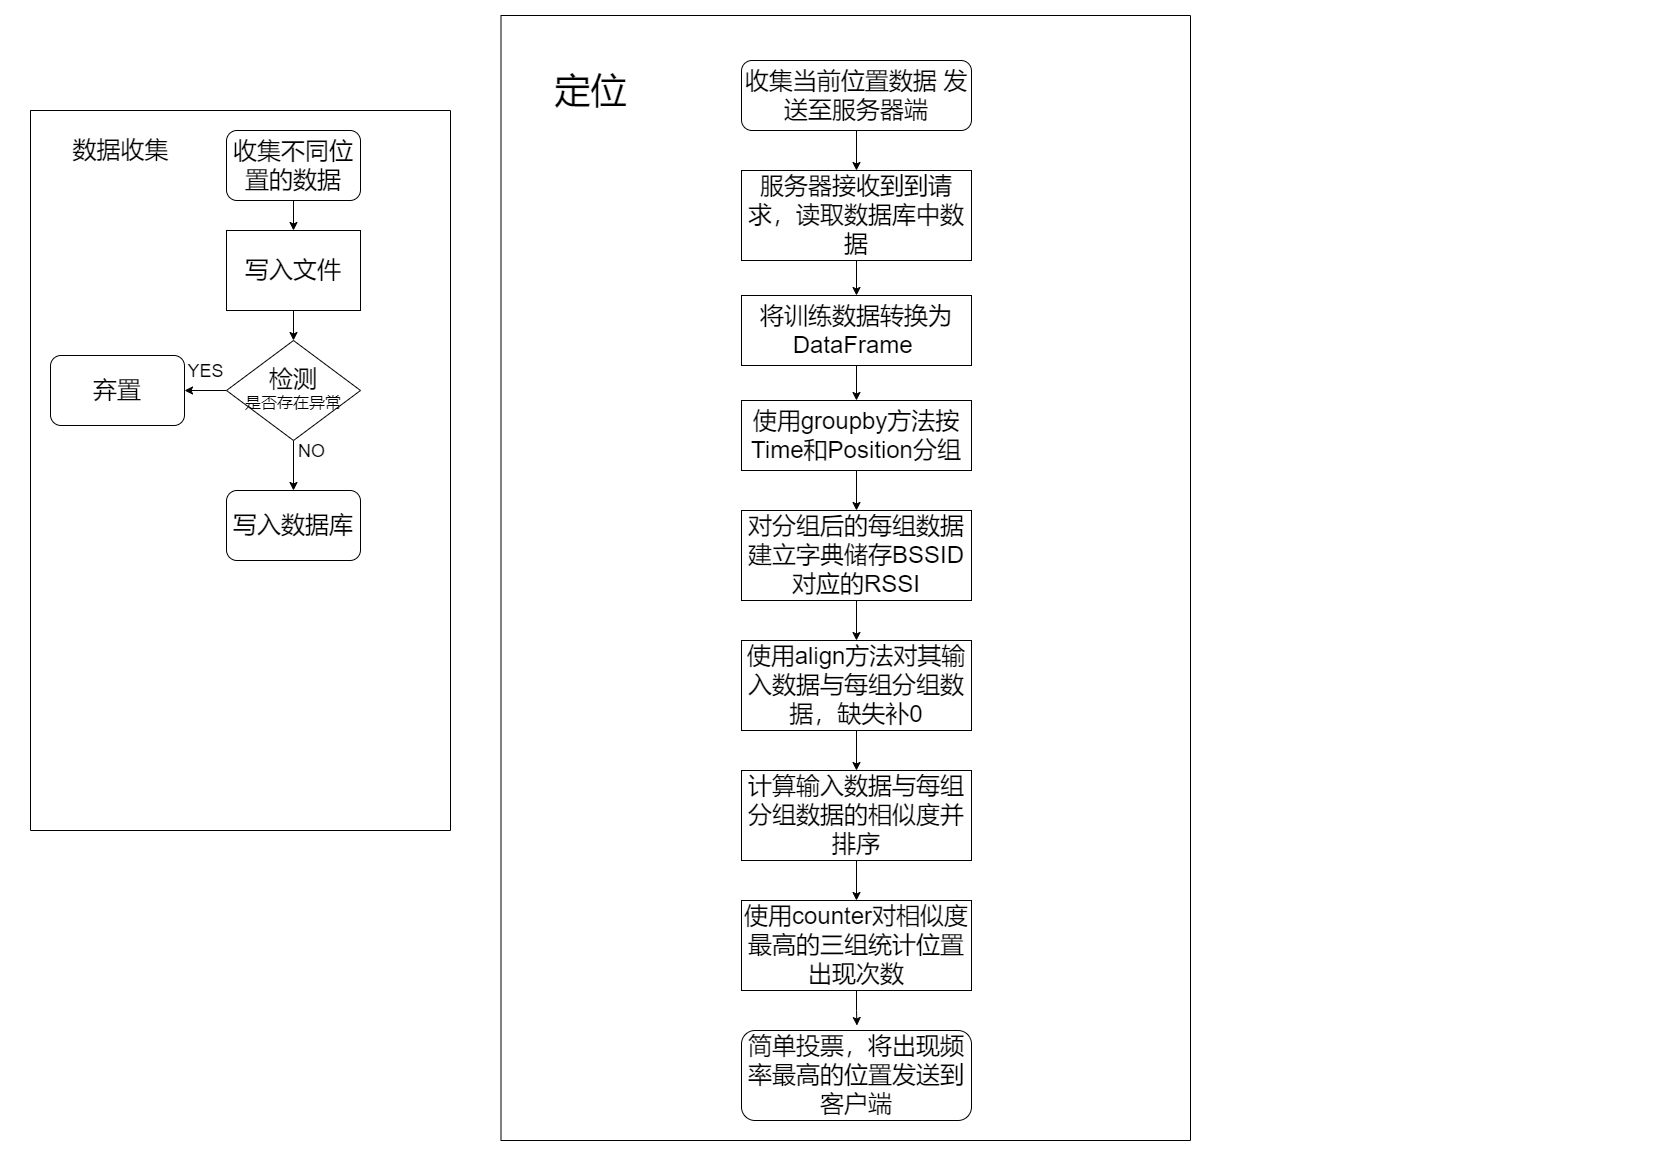 数据收集
收集不同位
置的数据
写入文件
检测
是否存在异常
YES
弃置
NO
写入数据库
定位
收集当前位置数据 发
送至服务器端
服务器接收到到请
求，读取数据库中数
据
将训练数据转换为
DataFrame
使用groupby方法按
Time和Position分组
对分组后的每组数据
建立字典储存BSSID
对应的RSSI
使用align方法对其输
入数据与每组分组数
据，缺失补0
计算输入数据与每组
分组数据的相似度并
排序
使用counter对相似度
最高的三组统计位置
出现次数
简单投票，将出现频
率最高的位置发送到
客户端